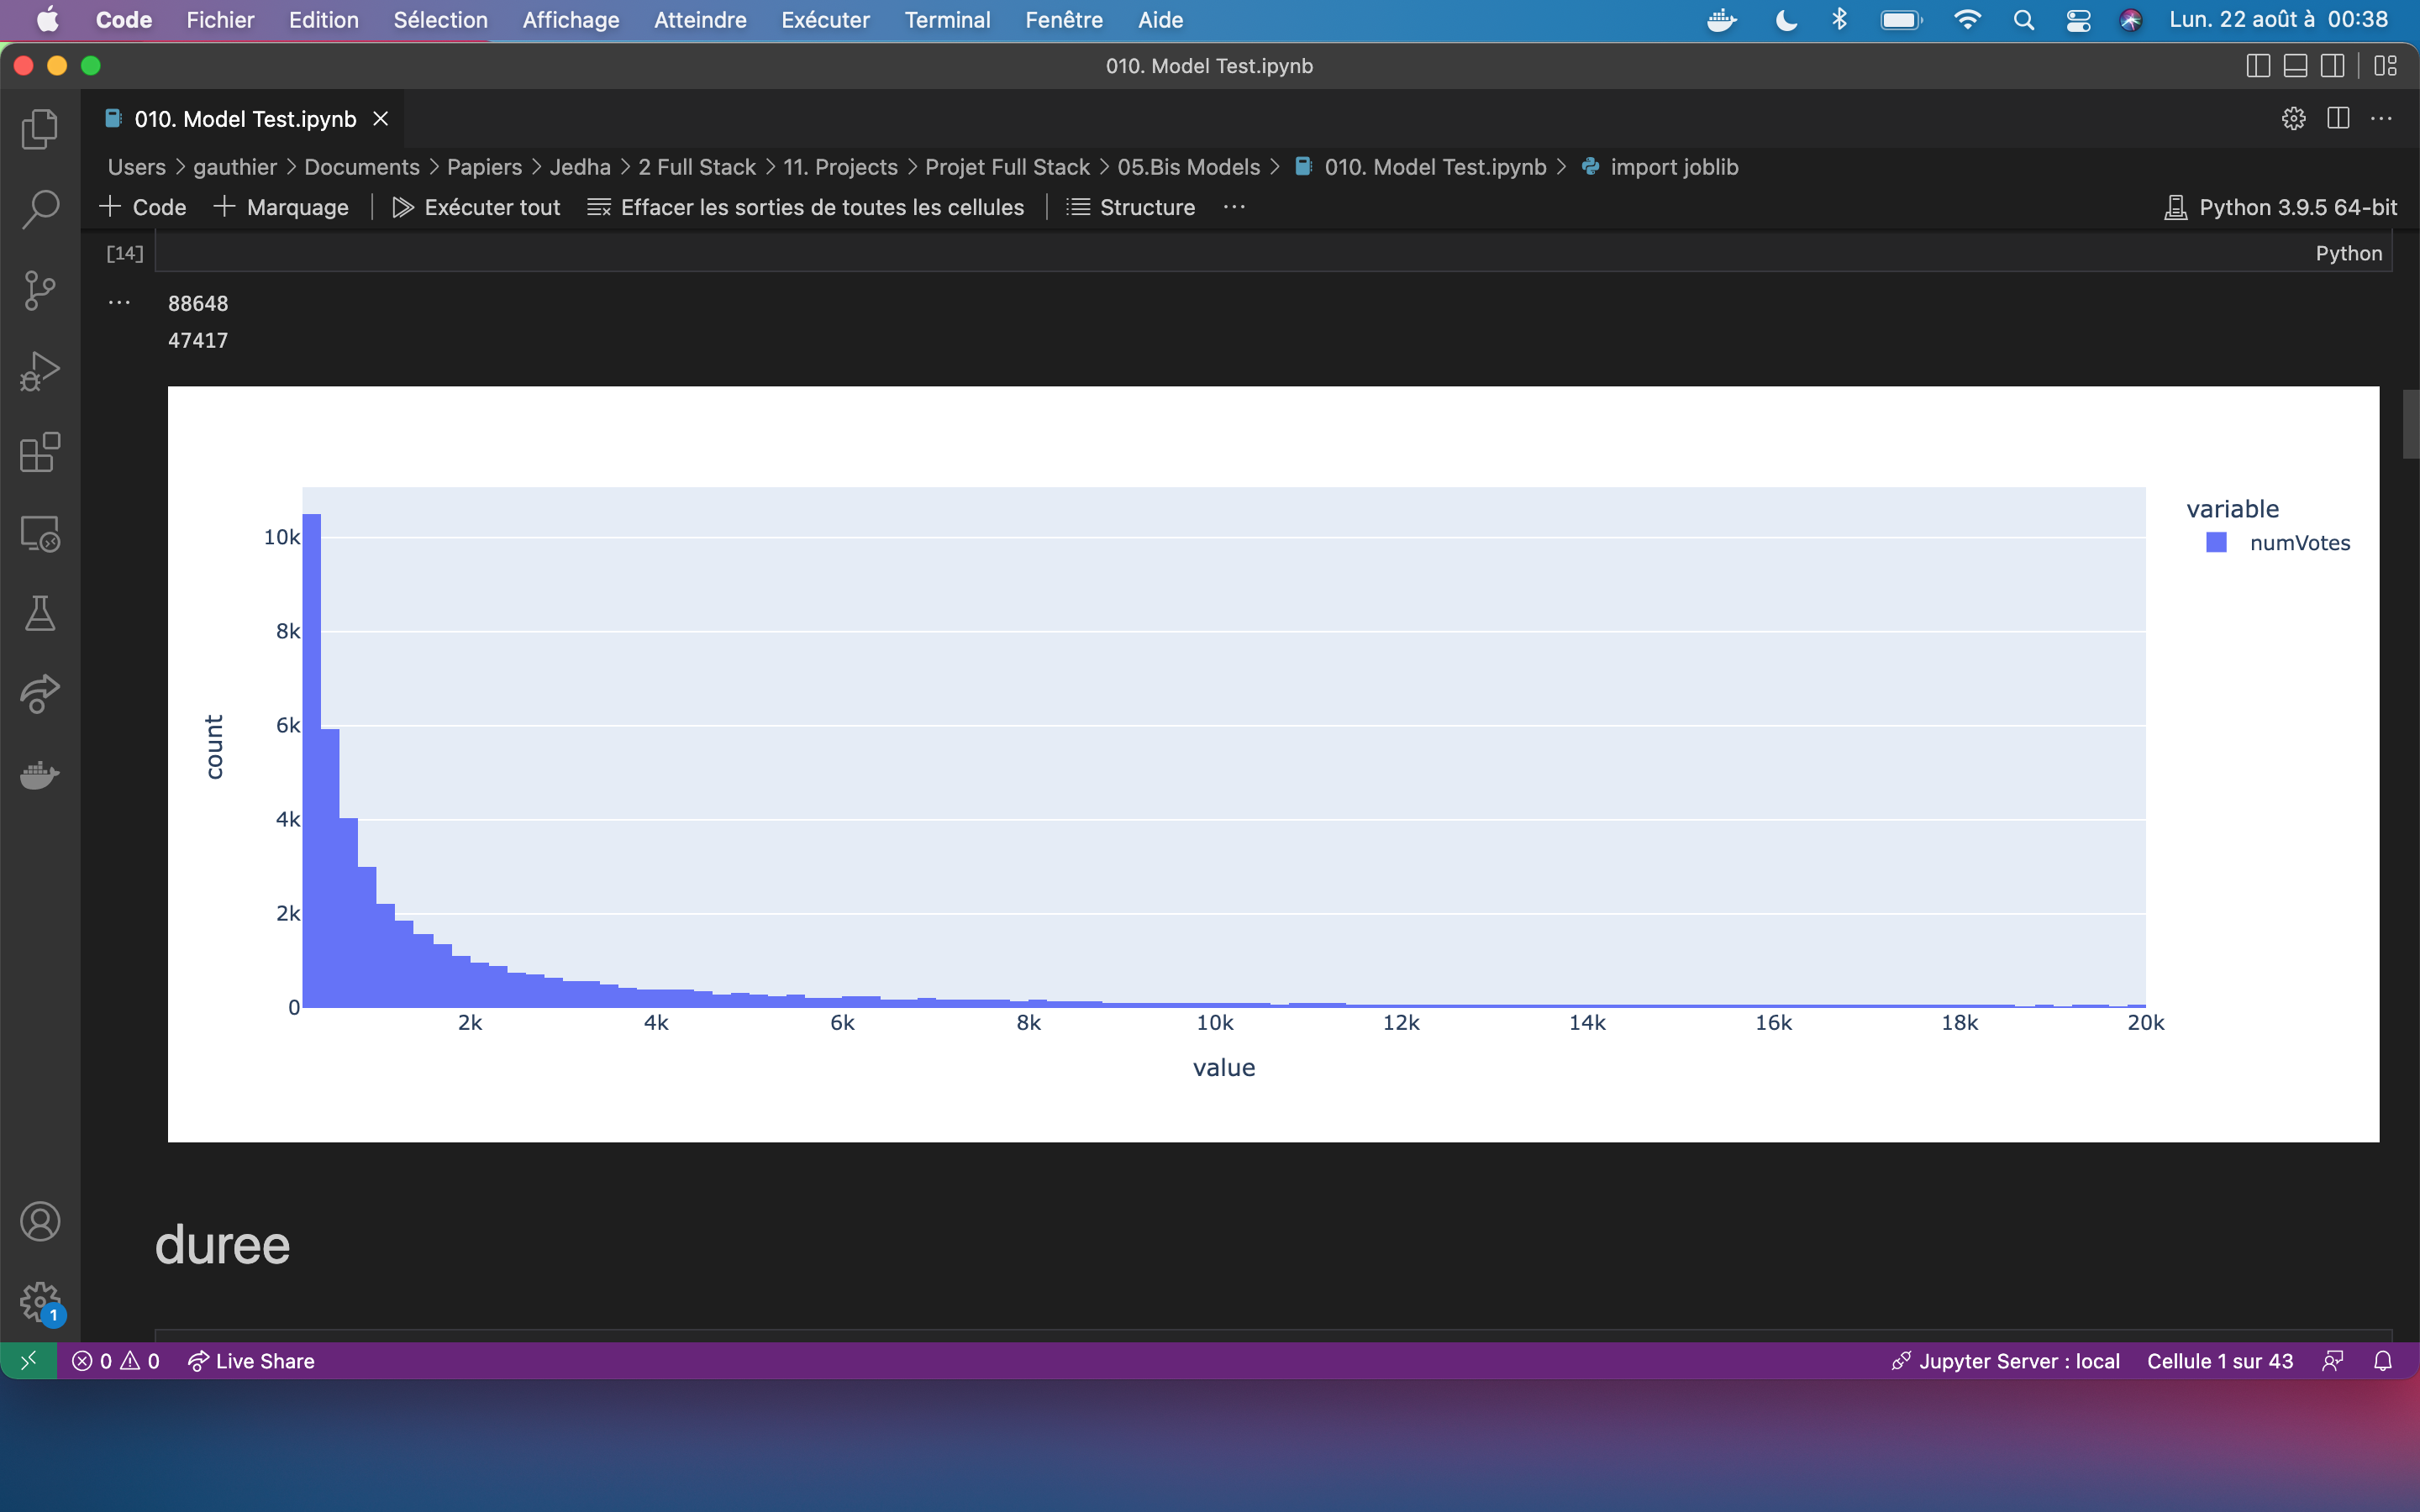 Code Fichier Edition Sélection Affichage Atteindre Exécuter Terminal Fenêtre Aide Lun. 22 août à 00:38
010. Model Test.ipynb
010. Model Test.ipynb
Users > gauthier > Documents > Papiers > Jedha > 2 Full Stack > 11. Projects > Projet Full Stack > 05.Bis Models > 010. Model Test.ipynb > import joblib
+ Code + Marquage | Exécuter tout Effacer les sorties de toutes les cellules | Structure ··· Python 3.9.5 64-bit
[14] Python
··· 88648
47417
variable
numVotes
10k
8k
6k
4k
2k
0
count
2k 4k 6k 8k 10k 12k 14k 16k 18k 20k
value
duree
1
0 0 Live Share Jupyter Server : local Cellule 1 sur 43